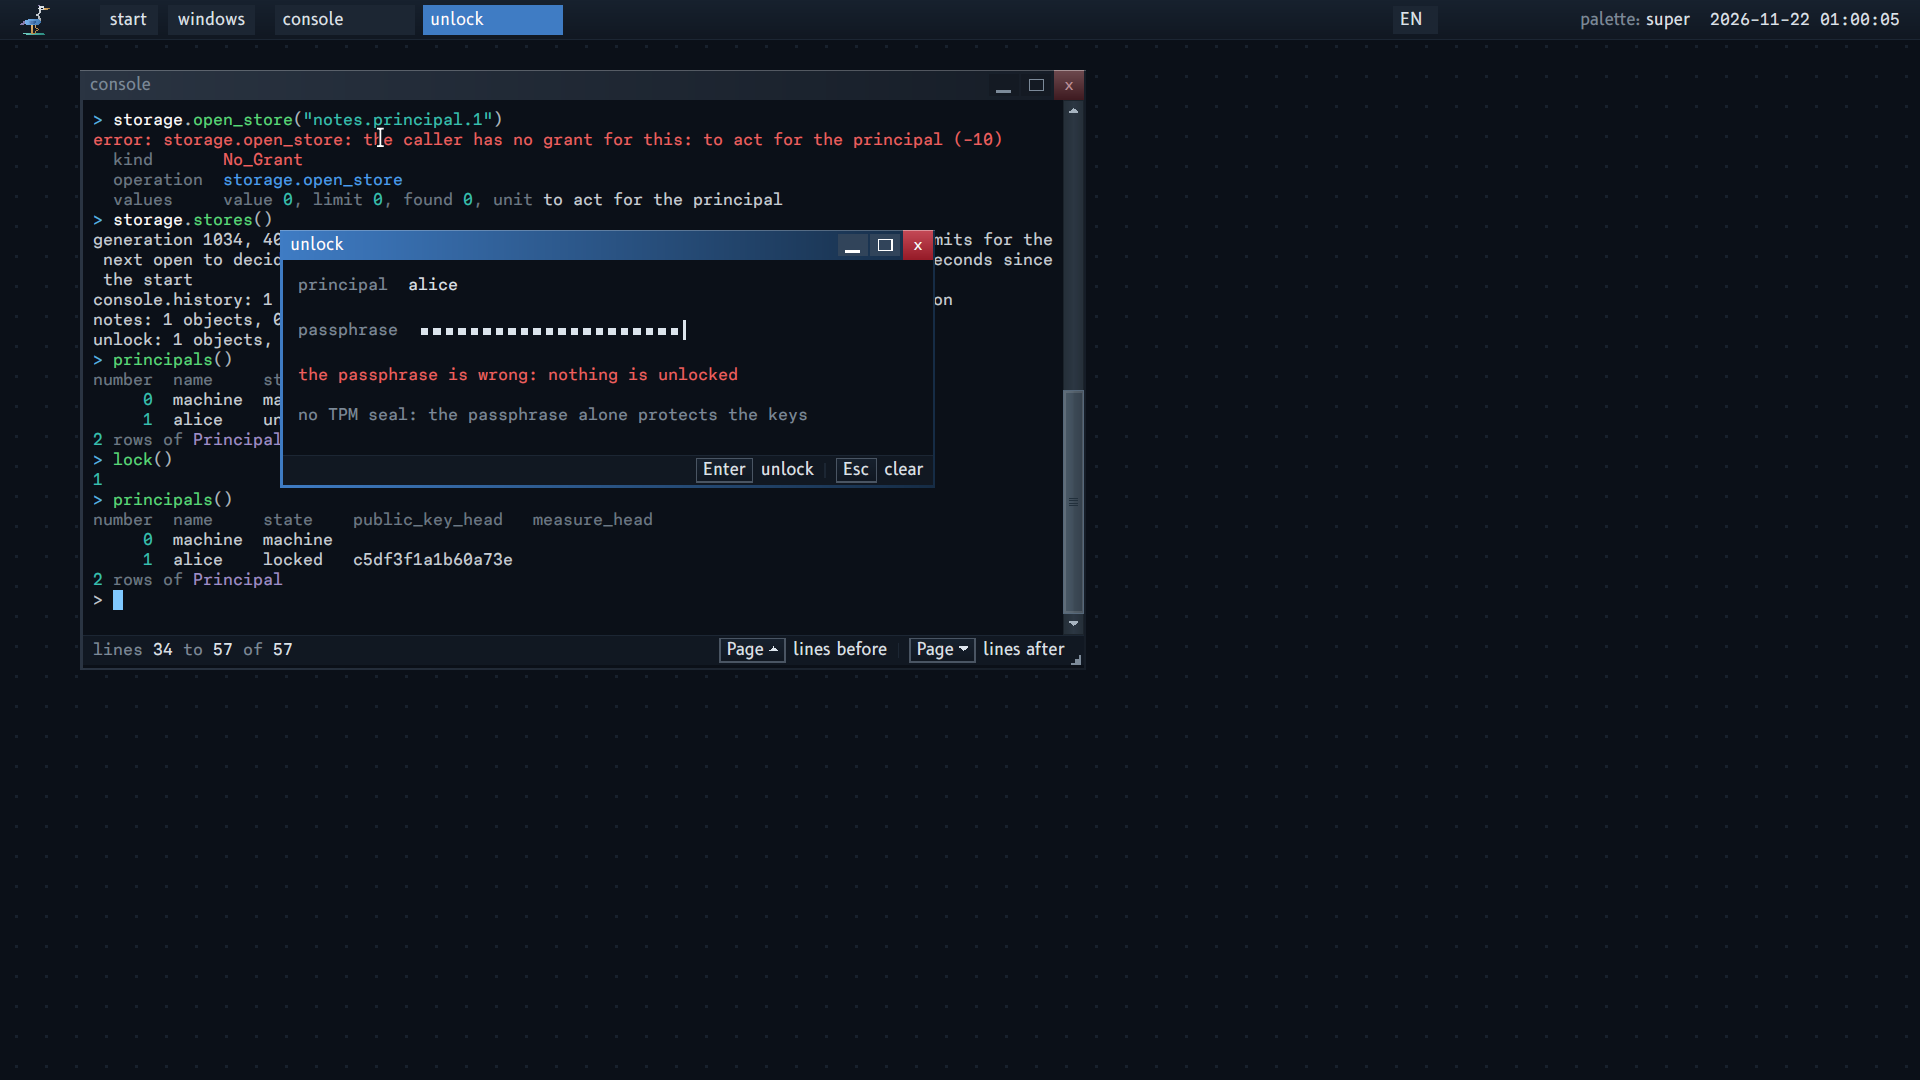 start windows console unlock EN palette: super 2026-11-22 01:00:05
console
> storage.open_store("notes.principal.1")
error: storage.open_store: the caller has no grant for this: to act for the principal (-10)
kind No_Grant
operation storage.open_store
values value 0, limit 0, found 0, unit to act for the principal
> storage.stores()
generation 1034, 40 mits for the
next open to decid econds since
the start
console.history: 1 on
notes: 1 objects, 0
unlock: 1 objects,
> principals()
number name st
0 machine ma
1 alice un
2 rows of Principal
> lock()
1
> principals()
number name state public_key_head measure_head
0 machine machine
1 alice locked c5df3f1a1b60a73e
2 rows of Principal
>
lines 34 to 57 of 57 Page lines before Page lines after
unlock
principal alice
passphrase
the passphrase is wrong: nothing is unlocked
no TPM seal: the passphrase alone protects the keys
Enter unlock Esc clear